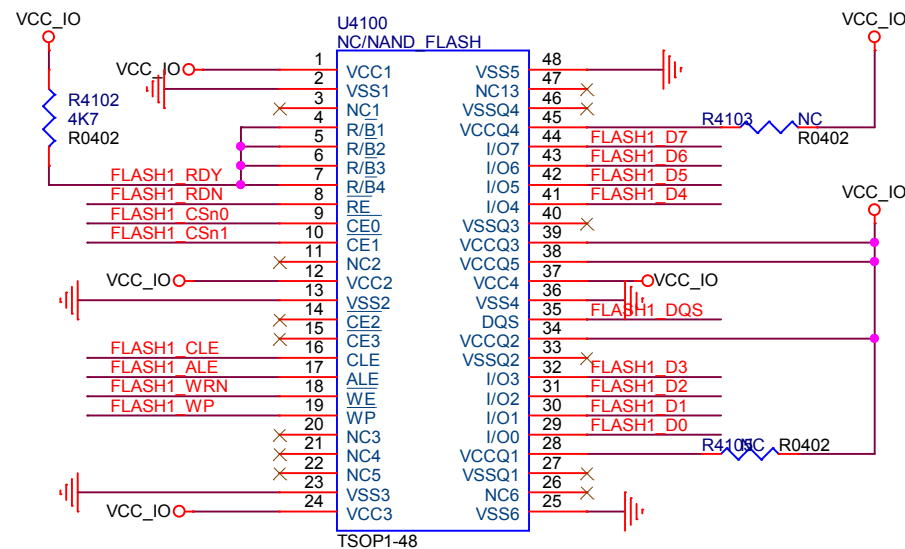 VCC_IO
R4102
4K7
R0402
U4100
NC/NAND_FLASH
VCC_IO
VCC_IO
1 VCC1
2 VSS1
3 NC1
4 R/B1
5 R/B2
6 R/B3
FLASH1_RDY 7 R/B4
FLASH1_RDN 8 RE
FLASH1_CSn0 9 CE0
FLASH1_CSn1 10 CE1
11 NC2
VCC_IO 12 VCC2
13 VSS2
14 CE2
15 CE3
FLASH1_CLE 16 CLE
FLASH1_ALE 17 ALE
FLASH1_WRN 18 WE
FLASH1_WP 19 WP
20 NC3
21 NC4
22 NC5
23 VSS3
VCC_IO 24 VCC3
VSS5 48
NC13 47
VSSQ4 46
VCCQ4 45 R4103 NC R0402
I/O7 44 FLASH1_D7
I/O6 43 FLASH1_D6
I/O5 42 FLASH1_D5
I/O4 41 FLASH1_D4
VSSQ3 40 VCC_IO
VCCQ3 39
VCCQ5 38
VCC4 37 VCC_IO
VSS4 36
DQS 35 FLASH1_DQS
VCCQ2 34
VSSQ2 33
I/O3 32 FLASH1_D3
I/O2 31 FLASH1_D2
I/O1 30 FLASH1_D1
I/O0 29 FLASH1_D0
VCCQ1 28 R4105 NC R0402
VSSQ1 27
NC6 26
VSS6 25
TSOP1-48